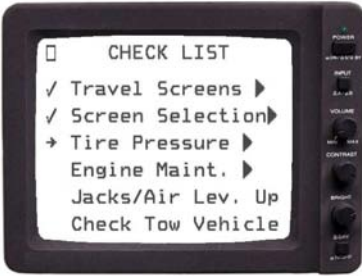 CHECK LIST
✓ Travel Screens ▶
✓ Screen Selection▶
→ Tire Pressure ▶
Engine Maint. ▶
Jacks/Air Lev. Up
Check Tow Vehicle
POWER
INPUT
VOLUME
MAX
CONTRAST
BRIGHT